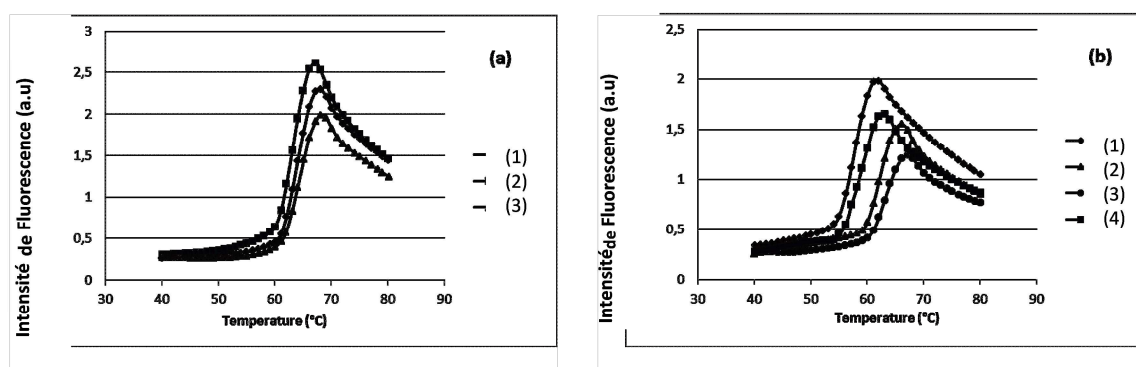 Intensité de Fluorescence (a.u)
3
2,5
2
1,5
1
0,5
0
30 40 50 60 70 80 90
Temperature (°C)
(a)
(1)
(2)
(3)
Intensité de Fluorescence (a.u)
2,5
2
1,5
1
0,5
0
30 40 50 60 70 80 90
Temperature (°C)
(b)
(1)
(2)
(3)
(4)